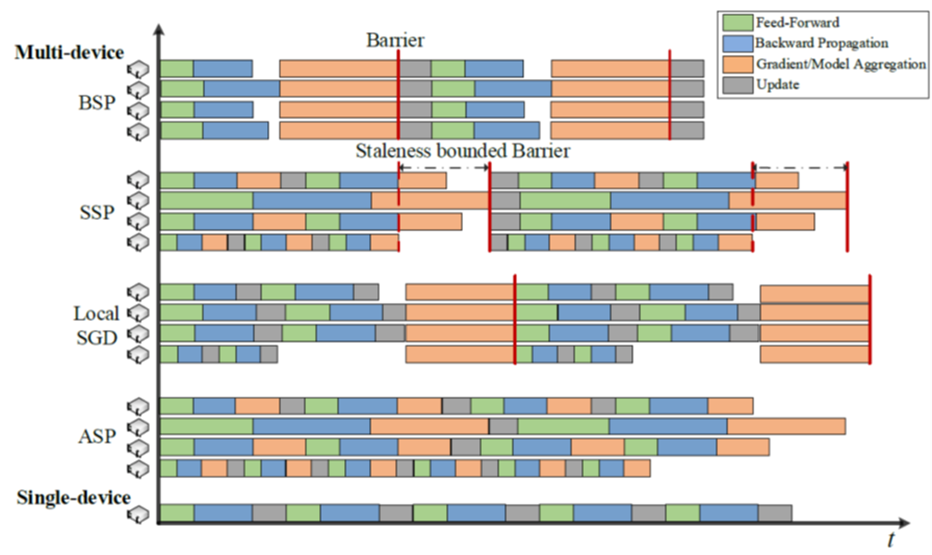 Feed-Forward
Backward Propagation
Gradient/Model Aggregation
Update
Multi-device
Barrier
BSP
Staleness bounded Barrier
SSP
Local
SGD
ASP
Single-device
t